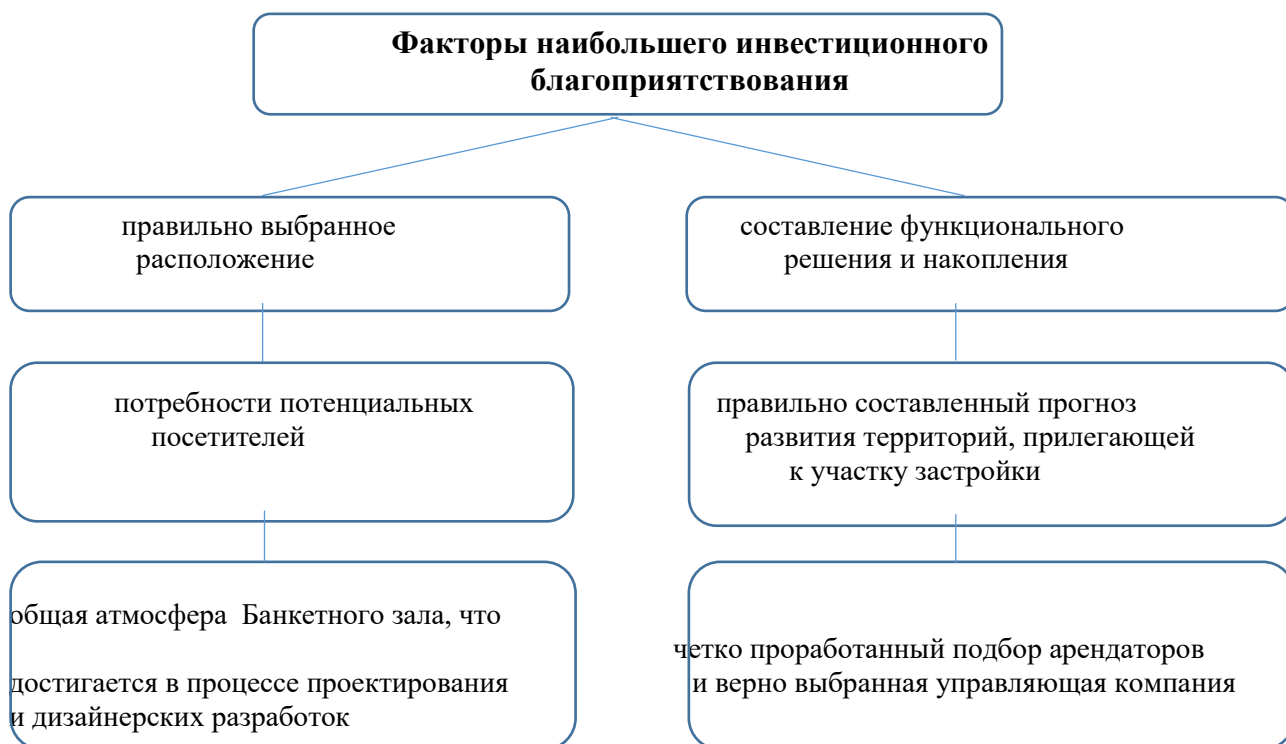 Факторы наибольшего инвестиционного
благоприятствования
правильно выбранное
расположение
составление функционального
решения и накопления
потребности потенциальных
посетителей
правильно составленный прогноз
развития территорий, прилегающей
к участку застройки
общая атмосфера Банкетного зала, что
достигается в процессе проектирования
и дизайнерских разработок
четко проработанный подбор арендаторов
и верно выбранная управляющая компания